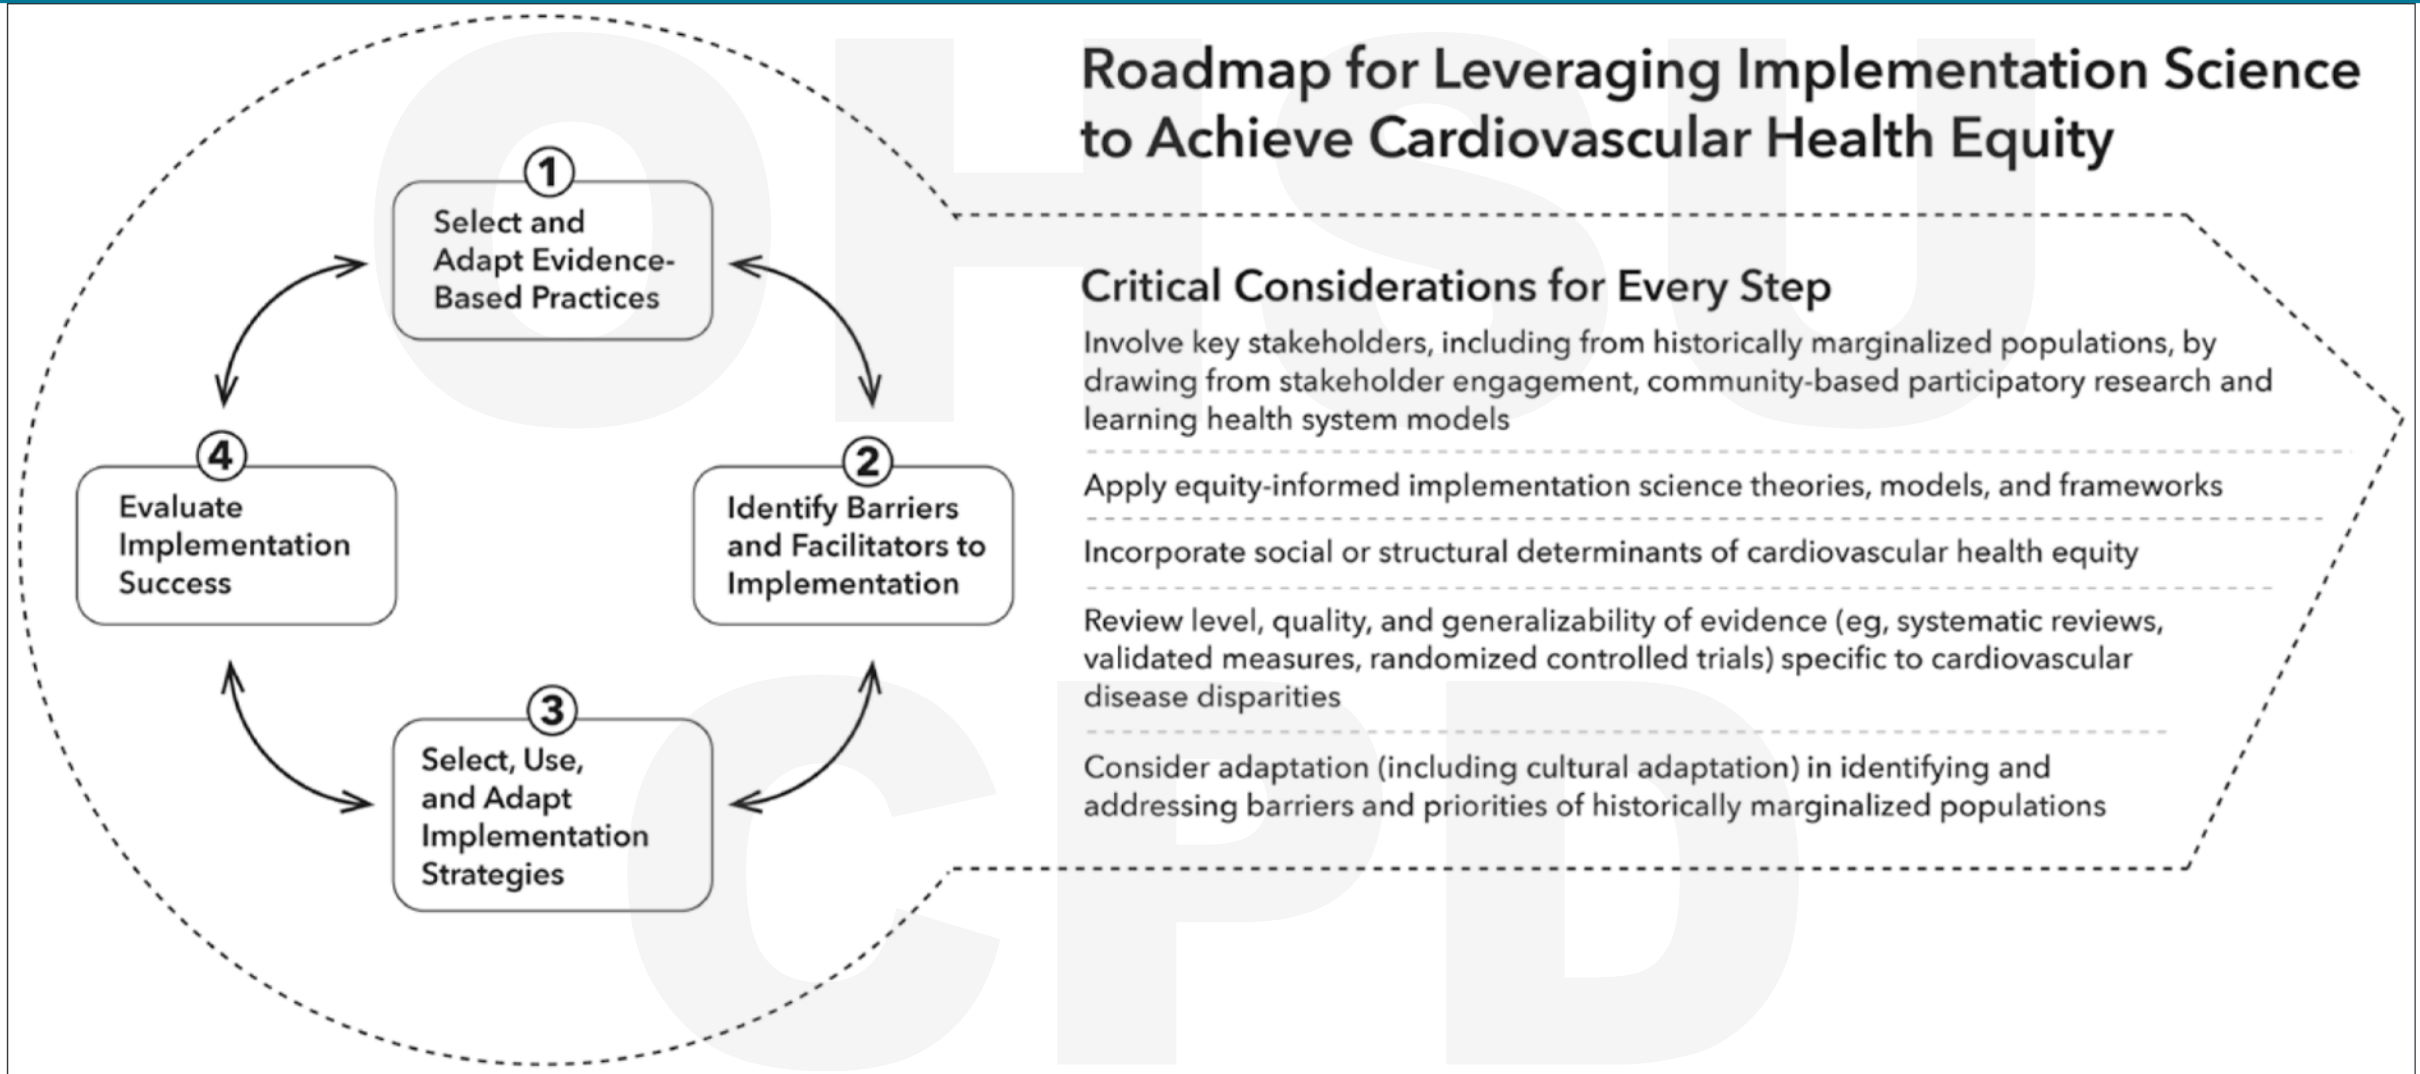 Roadmap for Leveraging Implementation Science
to Achieve Cardiovascular Health Equity
1
Select and
Adapt Evidence-
Based Practices
2
Identify Barriers
and Facilitators to
Implementation
3
Select, Use,
and Adapt
Implementation
Strategies
4
Evaluate
Implementation
Success
Critical Considerations for Every Step
Involve key stakeholders, including from historically marginalized populations, by
drawing from stakeholder engagement, community-based participatory research and
learning health system models
Apply equity-informed implementation science theories, models, and frameworks
Incorporate social or structural determinants of cardiovascular health equity
Review level, quality, and generalizability of evidence (eg, systematic reviews,
validated measures, randomized controlled trials) specific to cardiovascular
disease disparities
Consider adaptation (including cultural adaptation) in identifying and
addressing barriers and priorities of historically marginalized populations
OHSU
CPD